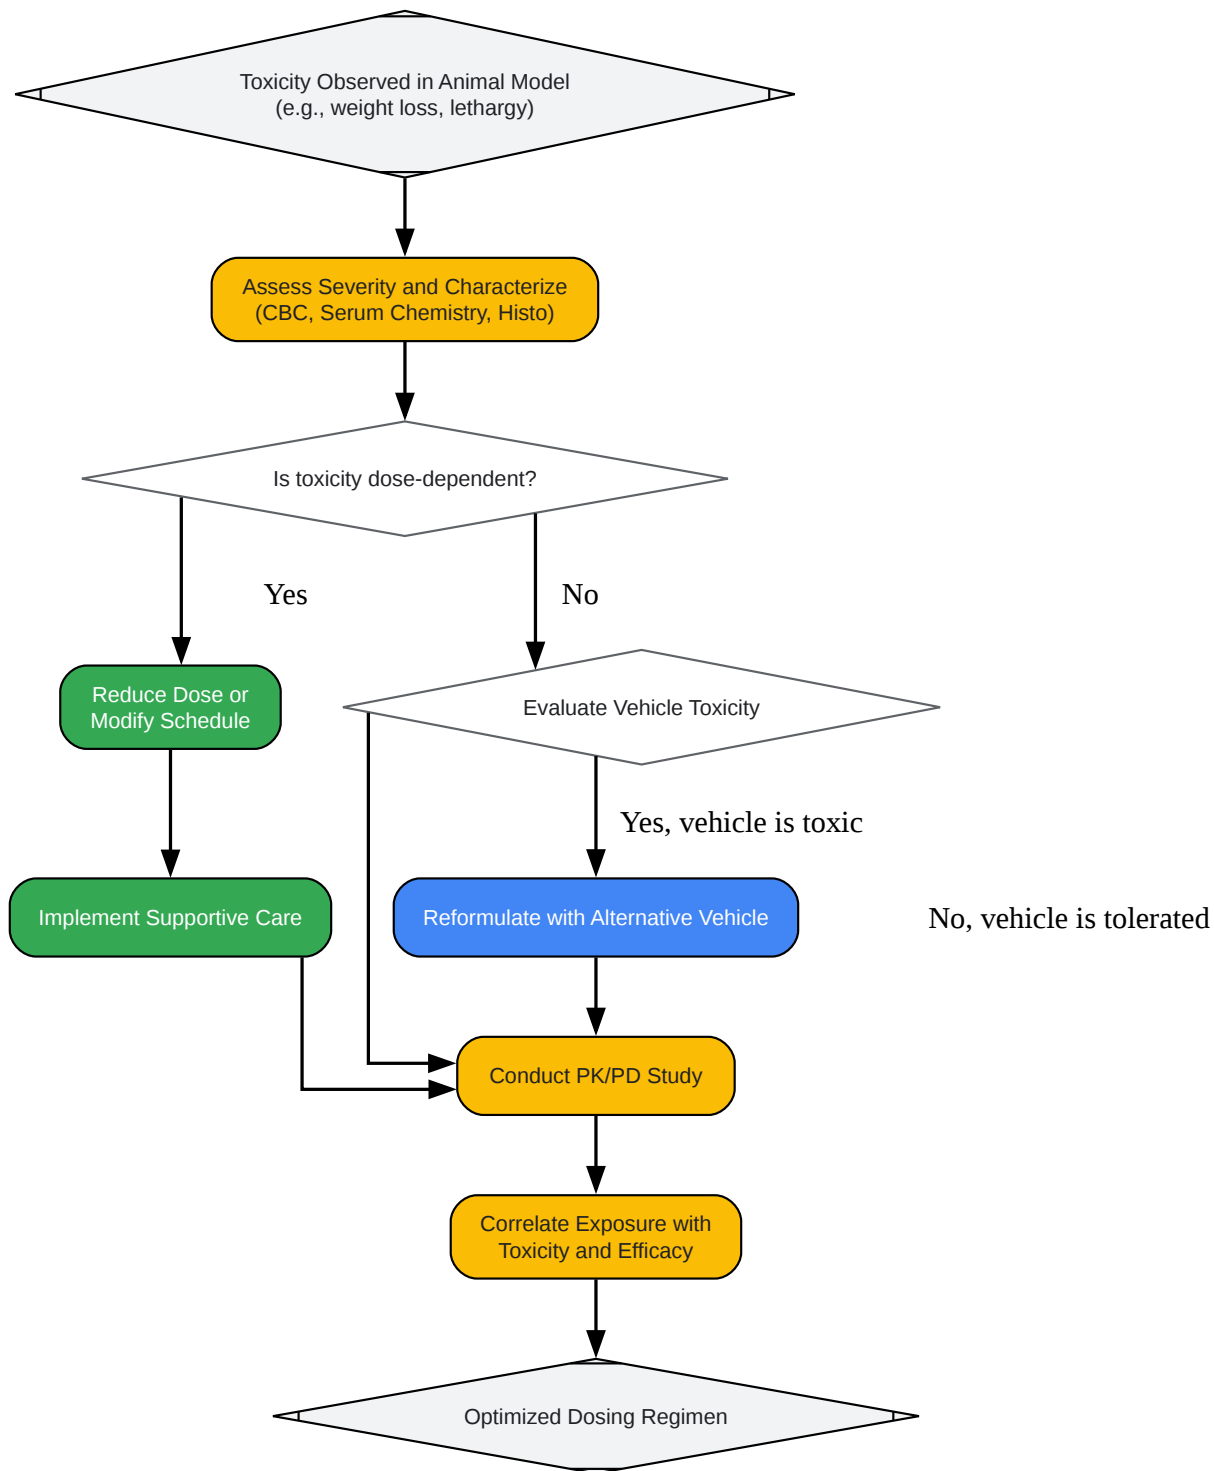 Toxicity Observed in Animal Model
(e.g., weight loss, lethargy)
Assess Severity and Characterize
(CBC, Serum Chemistry, Histo)
Is toxicity dose-dependent?
Yes
No
Reduce Dose or
Modify Schedule
Evaluate Vehicle Toxicity
Yes, vehicle is toxic
Implement Supportive Care
Reformulate with Alternative Vehicle
No, vehicle is tolerated
Conduct PK/PD Study
Correlate Exposure with
Toxicity and Efficacy
Optimized Dosing Regimen